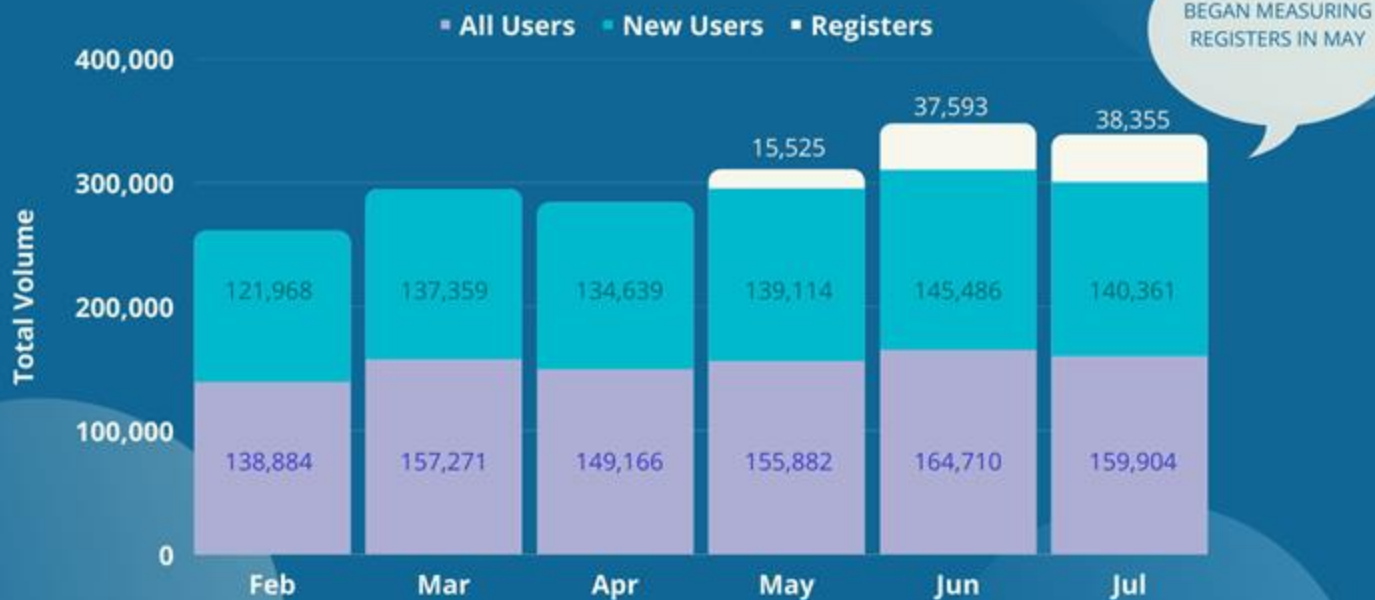 BEGAN MEASURING
REGISTERS IN MAY
All Users New Users Registers
400,000
300,000
200,000
100,000
0
Total Volume
37,593
38,355
15,525
121,968 137,359 134,639 139,114 145,486 140,361
138,884 157,271 149,166 155,882 164,710 159,904
Feb Mar Apr May Jun Jul